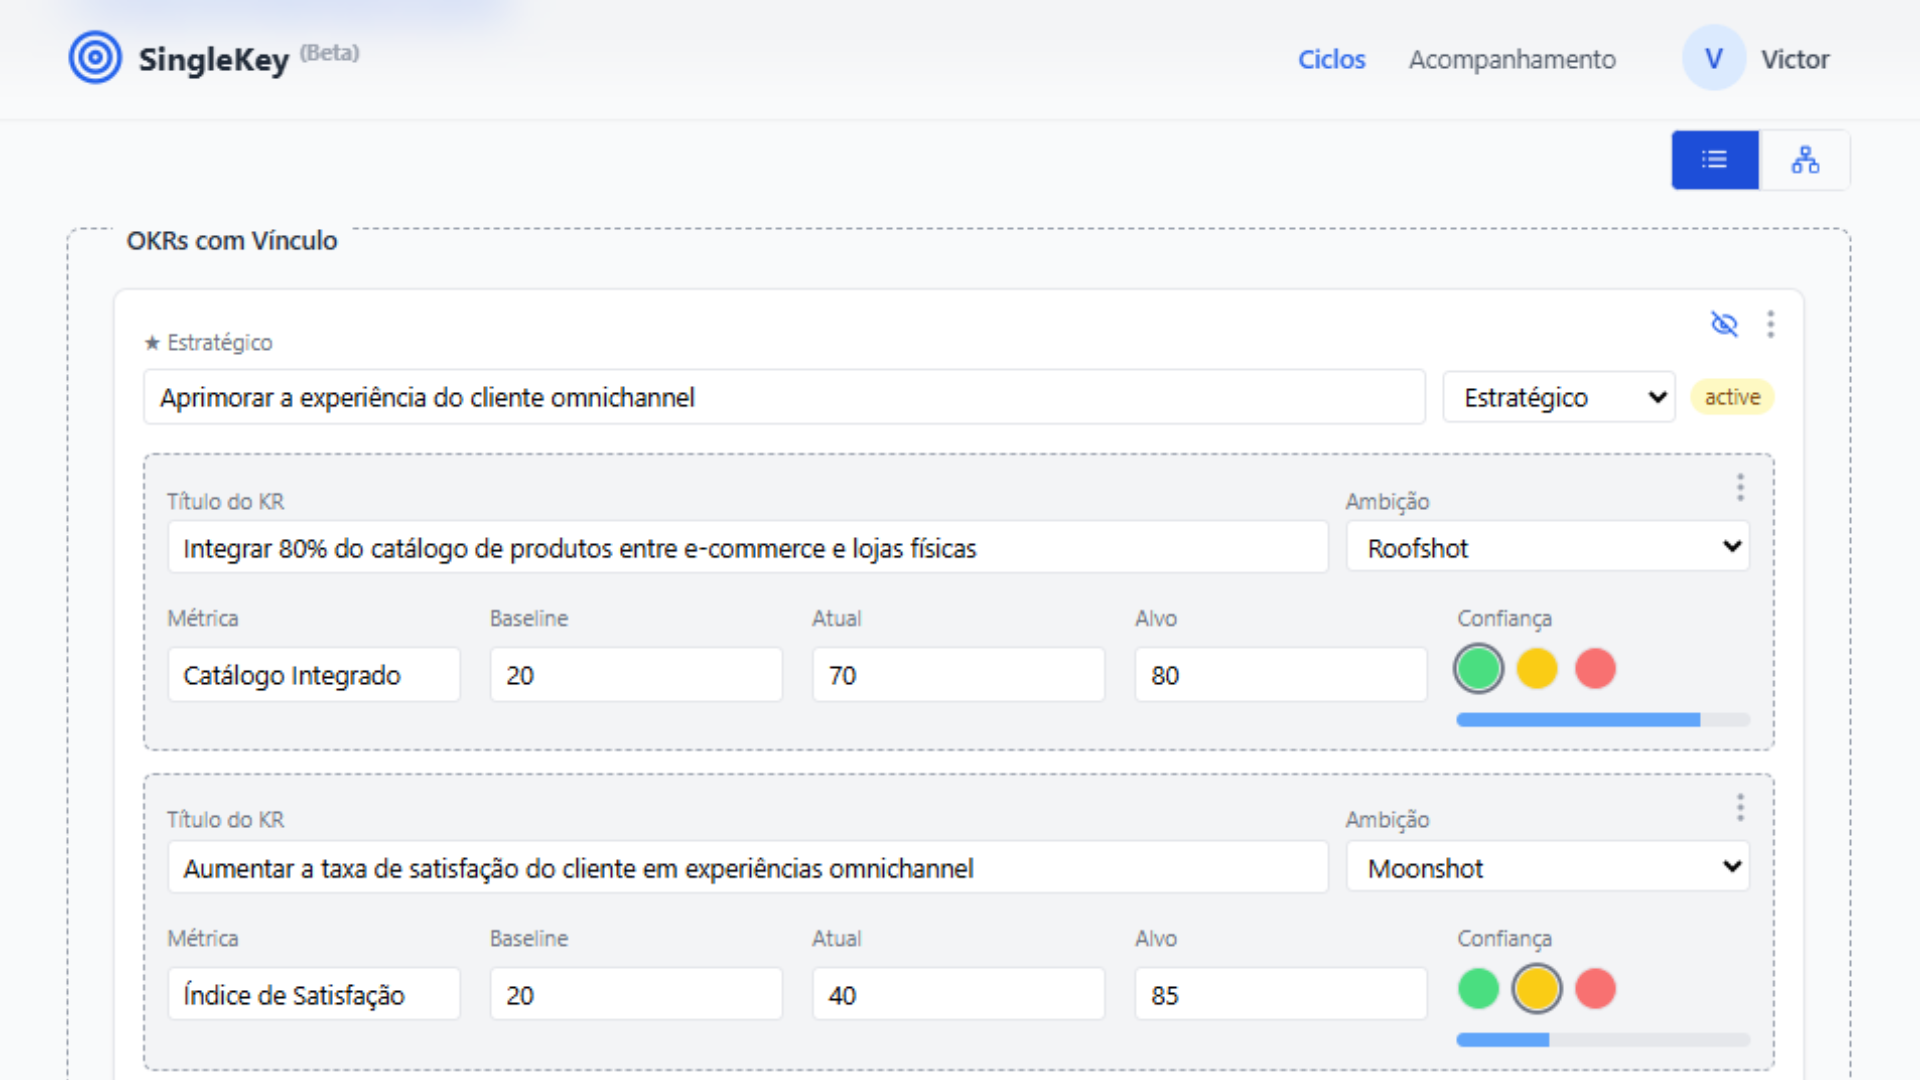 SingleKey (Beta)
Ciclos
Acompanhamento
V
Victor
OKRs com Vínculo
★ Estratégico
Aprimorar a experiência do cliente omnichannel
Estratégico
active
Título do KR
Ambição
Integrar 80% do catálogo de produtos entre e-commerce e lojas físicas
Roofshot
Métrica
Baseline
Atual
Alvo
Confiança
Catálogo Integrado
20
70
80
Título do KR
Ambição
Aumentar a taxa de satisfação do cliente em experiências omnichannel
Moonshot
Métrica
Baseline
Atual
Alvo
Confiança
Índice de Satisfação
20
40
85